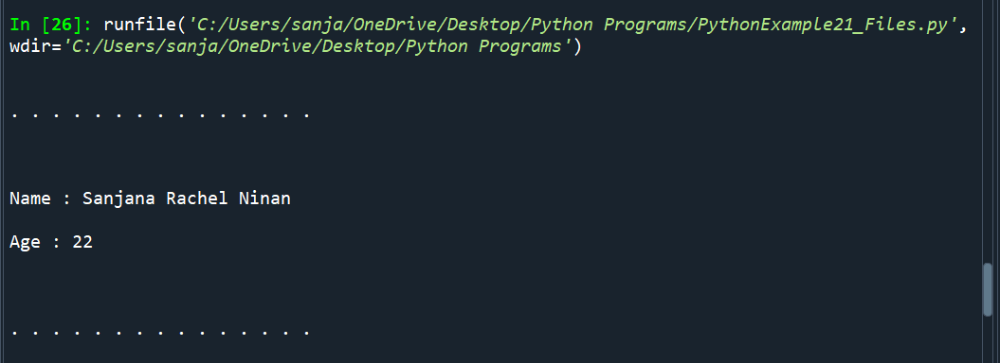 In [26]: runfile('C:/Users/sanja/OneDrive/Desktop/Python Programs/PythonExample21_Files.py',
wdir='C:/Users/sanja/OneDrive/Desktop/Python Programs')
. . . . . . . . . . . . . . .
Name : Sanjana Rachel Ninan
Age : 22
. . . . . . . . . . . . . . .